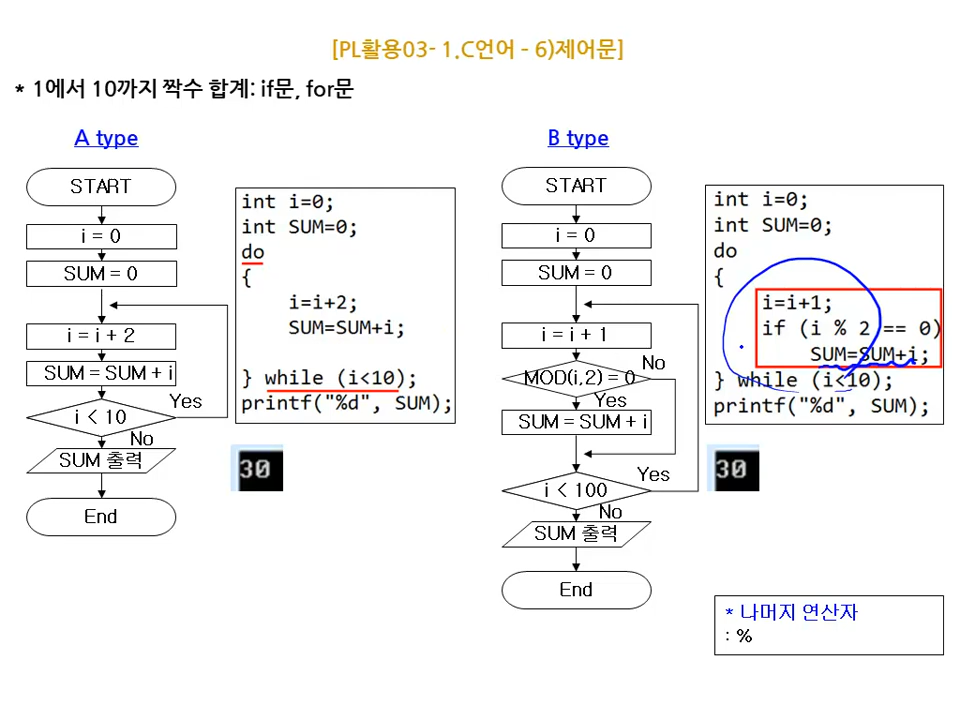 [PL활용03- 1.C언어 - 6)제어문]
* 1에서 10까지 짝수 합계: if문, for문
A type
START
i = 0
SUM = 0
i = i + 2
SUM = SUM + i
i < 10
Yes
No
SUM 출력
End
int i=0;
int SUM=0;
do
{
i=i+2;
SUM=SUM+i;
} while (i<10);
printf("%d", SUM);
30
B type
START
i = 0
SUM = 0
i = i + 1
MOD(i,2) = 0
No
Yes
SUM = SUM + i
i < 100
Yes
No
SUM 출력
End
int i=0;
int SUM=0;
do
{
i=i+1;
if (i % 2 == 0)
SUM=SUM+i;
} while (i<10);
printf("%d", SUM);
30
* 나머지 연산자
: %